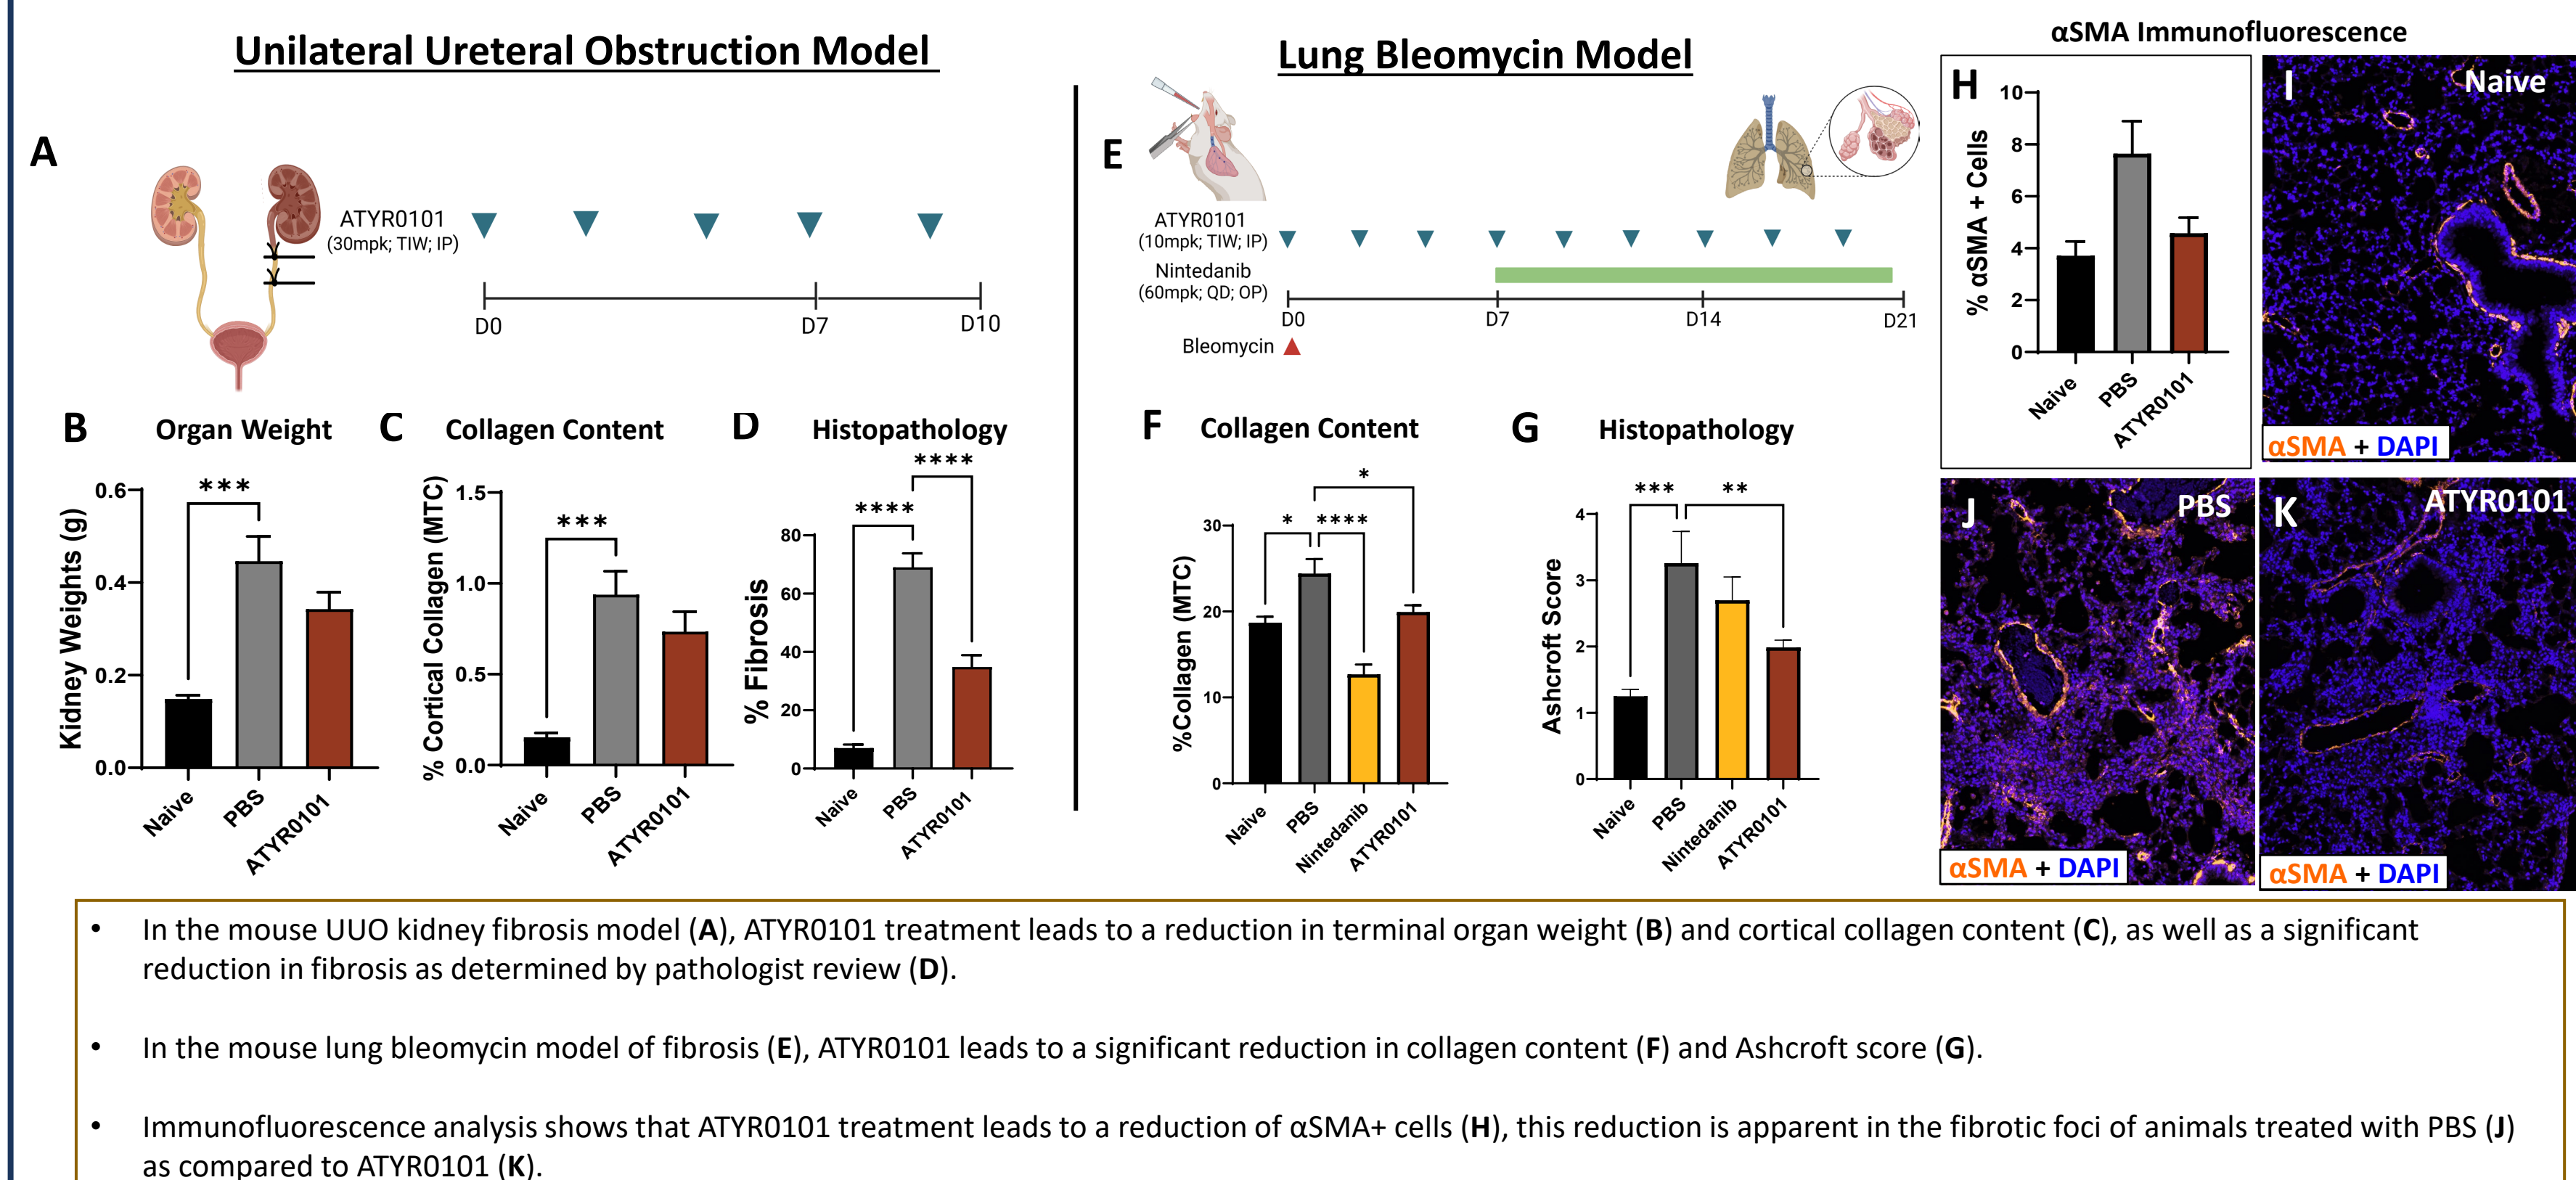 Unilateral Ureteral Obstruction Model
A
ATYR0101
(30mpk; TIW; IP)
D0
D7
D10
B
Organ Weight
Kidney Weights (g)
0.6
0.4
0.2
0.0
***
Naive
PBS
ATYR0101
C
Collagen Content
% Cortical Collagen (MTC)
1.5
1.0
0.5
0.0
***
Naive
PBS
ATYR0101
D
Histopathology
% Fibrosis
80
60
40
20
0
****
****
Naive
PBS
ATYR0101
Lung Bleomycin Model
E
ATYR0101
(10mpk; TIW; IP)
Nintedanib
(60mpk; QD; OP)
D0
D7
D14
D21
Bleomycin
F
Collagen Content
%Collagen (MTC)
30
20
10
0
*
****
*
Naive
PBS
Nintedanib
ATYR0101
G
Histopathology
Ashcroft Score
4
3
2
1
0
***
**
Naive
PBS
Nintedanib
ATYR0101
αSMA Immunofluorescence
H
% αSMA + Cells
10
8
6
4
2
0
Naive
PBS
ATYR0101
I
Naive
αSMA + DAPI
J
PBS
αSMA + DAPI
K
ATYR0101
αSMA + DAPI
• In the mouse UUO kidney fibrosis model (A), ATYR0101 treatment leads to a reduction in terminal organ weight (B) and cortical collagen content (C), as well as a significant
reduction in fibrosis as determined by pathologist review (D).
• In the mouse lung bleomycin model of fibrosis (E), ATYR0101 leads to a significant reduction in collagen content (F) and Ashcroft score (G).
• Immunofluorescence analysis shows that ATYR0101 treatment leads to a reduction of αSMA+ cells (H), this reduction is apparent in the fibrotic foci of animals treated with PBS (J)
as compared to ATYR0101 (K).